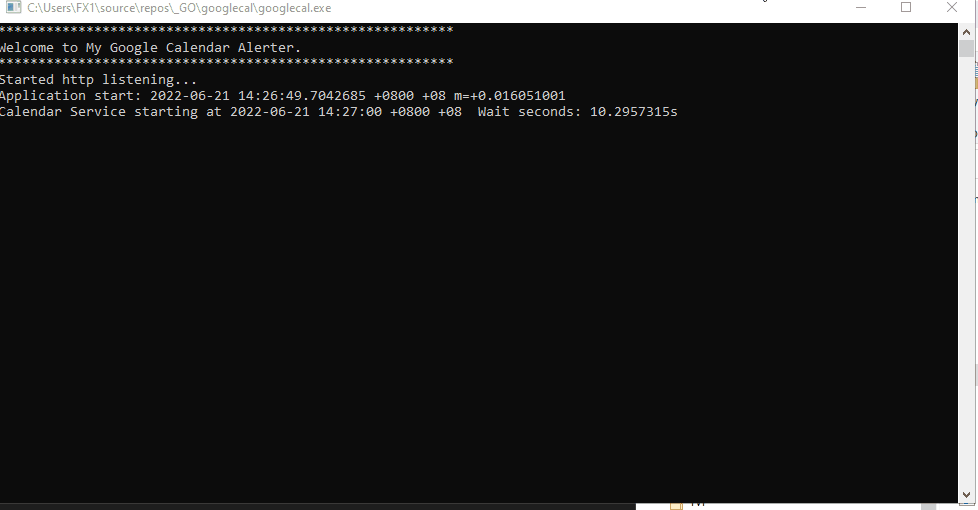 C:\Users\FX1\source\repos\_GO\googlecal\googlecal.exe
*********************************************************
Welcome to My Google Calendar Alerter.
*********************************************************
Started http listening...
Application start: 2022-06-21 14:26:49.7042685 +0800 +08 m=+0.016051001
Calendar Service starting at 2022-06-21 14:27:00 +0800 +08  Wait seconds: 10.2957315s